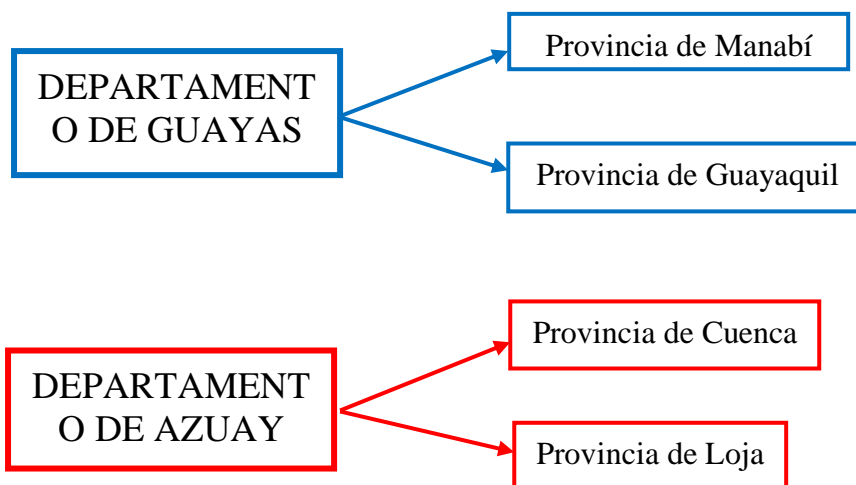 Provincia de Manabí
DEPARTAMENT
O DE GUAYAS
Provincia de Guayaquil
Provincia de Cuenca
DEPARTAMENT
O DE AZUAY
Provincia de Loja